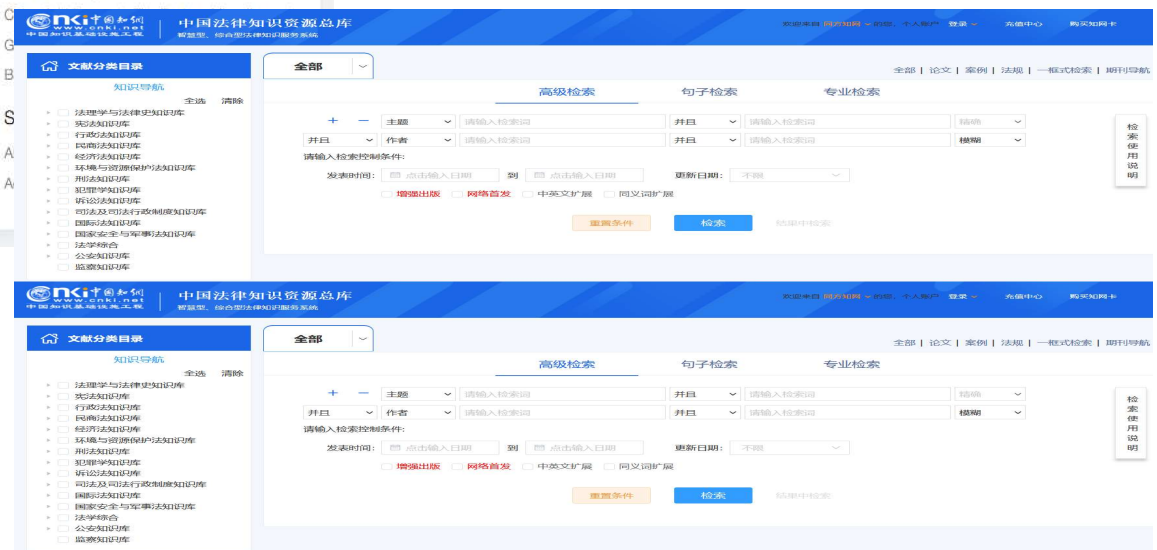 C
G
B
S
A
A
cnki中国知网
www.cnki.net
中国知识基础设施工程
中国法律知识资源总库
智慧型、综合型法律知识服务系统
欢迎来自 同方知网 的您, 个人账户 登录 充值中心 购买知网卡
文献分类目录
知识导航
全选 清除
法理学与法律史知识库
宪法知识库
行政法知识库
民商法知识库
经济法知识库
环境与资源保护法知识库
刑法知识库
犯罪学知识库
诉讼法知识库
司法及司法行政制度知识库
国际法知识库
国家安全与军事法知识库
法学综合
公安知识库
监察知识库
全部
全部 | 论文 | 案例 | 法规 | 一框式检索 | 期刊导航
高级检索 句子检索 专业检索
+ − 主题 请输入检索词 并且 请输入检索词 精确
并且 作者 请输入检索词 并且 请输入检索词 模糊
请输入检索控制条件:
发表时间: 点击输入日期 到 点击输入日期 更新日期: 不限
增强出版 网络首发 中英文扩展 同义词扩展
重置条件 检索 结果中检索
检索使用说明
cnki中国知网
www.cnki.net
中国知识基础设施工程
中国法律知识资源总库
智慧型、综合型法律知识服务系统
欢迎来自 同方知网 的您, 个人账户 登录 充值中心 购买知网卡
文献分类目录
知识导航
全选 清除
法理学与法律史知识库
宪法知识库
行政法知识库
民商法知识库
经济法知识库
环境与资源保护法知识库
刑法知识库
犯罪学知识库
诉讼法知识库
司法及司法行政制度知识库
国际法知识库
国家安全与军事法知识库
法学综合
公安知识库
监察知识库
全部
全部 | 论文 | 案例 | 法规 | 一框式检索 | 期刊导航
高级检索 句子检索 专业检索
+ − 主题 请输入检索词 并且 请输入检索词 精确
并且 作者 请输入检索词 并且 请输入检索词 模糊
请输入检索控制条件:
发表时间: 点击输入日期 到 点击输入日期 更新日期: 不限
增强出版 网络首发 中英文扩展 同义词扩展
重置条件 检索 结果中检索
检索使用说明